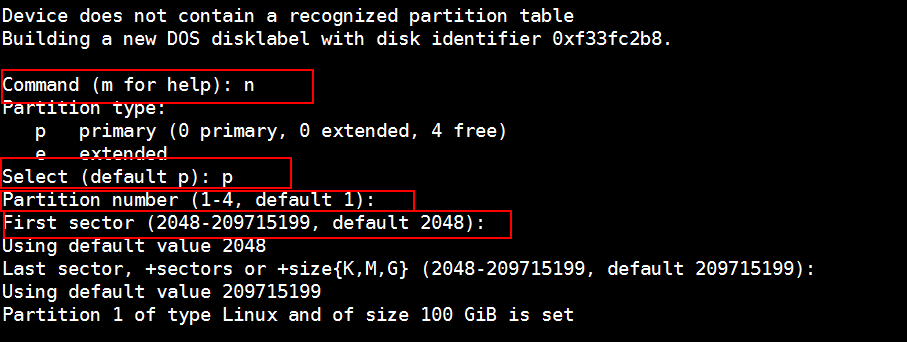 Device does not contain a recognized partition table
Building a new DOS disklabel with disk identifier 0xf33fc2b8.
Command (m for help): n
Partition type:
p primary (0 primary, 0 extended, 4 free)
e extended
Select (default p): p
Partition number (1-4, default 1):
First sector (2048-209715199, default 2048):
Using default value 2048
Last sector, +sectors or +size{K,M,G} (2048-209715199, default 209715199):
Using default value 209715199
Partition 1 of type Linux and of size 100 GiB is set